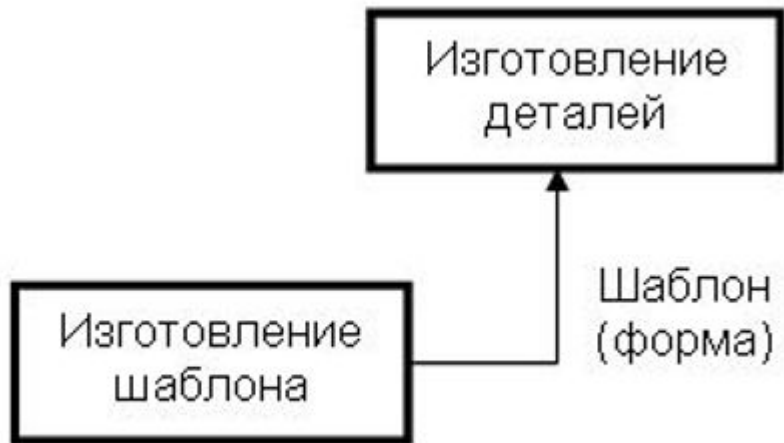 Изготовление
деталей
Шаблон
(форма)
Изготовление
шаблона